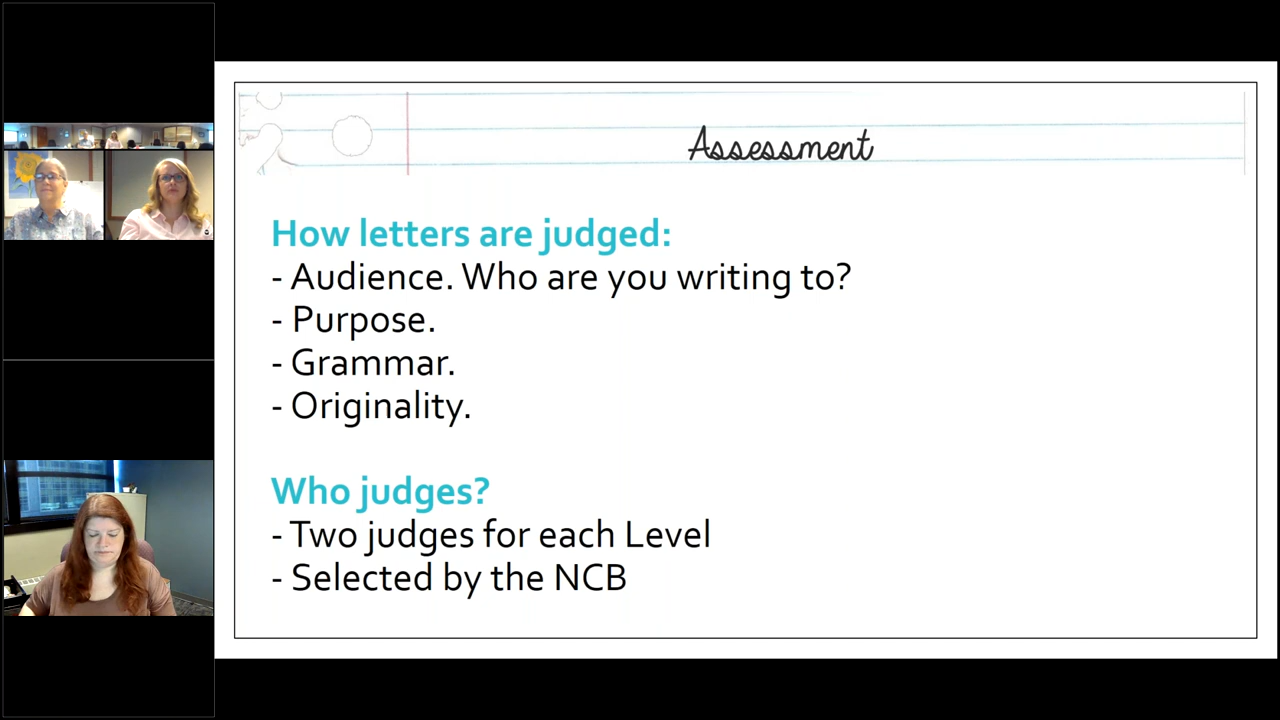 Assessment
How letters are judged:
- Audience. Who are you writing to?
- Purpose.
- Grammar.
- Originality.
Who judges?
- Two judges for each Level
- Selected by the NCB